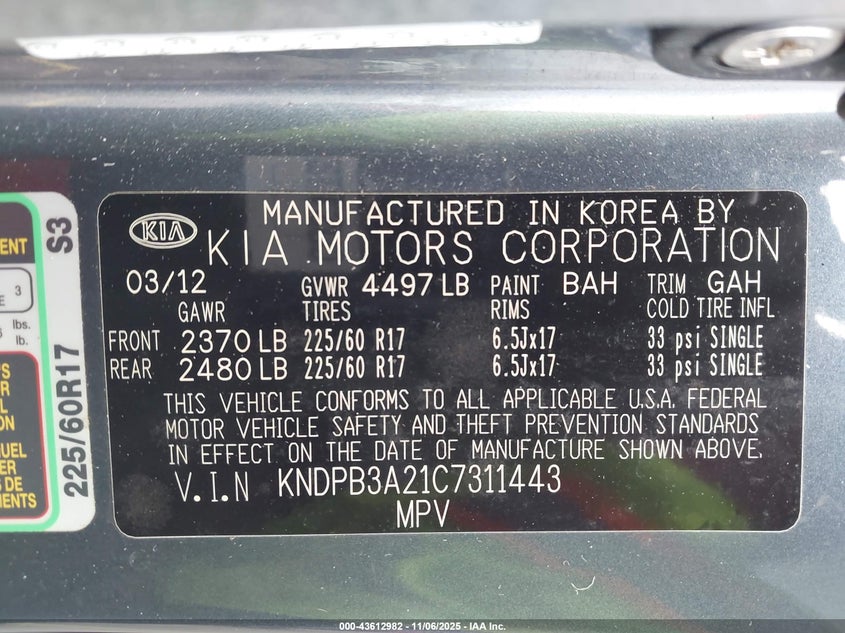 KIA
MANUFACTURED IN KOREA BY
KIA MOTORS CORPORATION
03/12 GVWR 4497 LB PAINT BAH TRIM GAH
GAWR TIRES RIMS COLD TIRE INFL
FRONT 2370 LB 225/60 R17 6.5Jx17 33 psi SINGLE
REAR 2480 LB 225/60 R17 6.5Jx17 33 psi SINGLE
THIS VEHICLE CONFORMS TO ALL APPLICABLE U.S.A. FEDERAL
MOTOR VEHICLE SAFETY AND THEFT PREVENTION STANDARDS
IN EFFECT ON THE DATE OF MANUFACTURE SHOWN ABOVE.
V.I.N KNDPB3A21C7311443
MPV
S3
225/60R17
3
lbs.
lb.
000-43612982 - 11/06/2025 - IAA Inc.